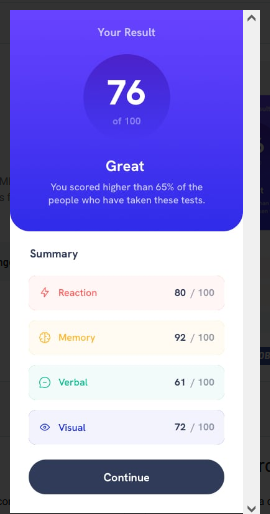 Your Result
76
of 100
Great
You scored higher than 65% of the
people who have taken these tests.
Summary
Reaction 80 / 100
Memory 92 / 100
Verbal 61 / 100
Visual 72 / 100
Continue